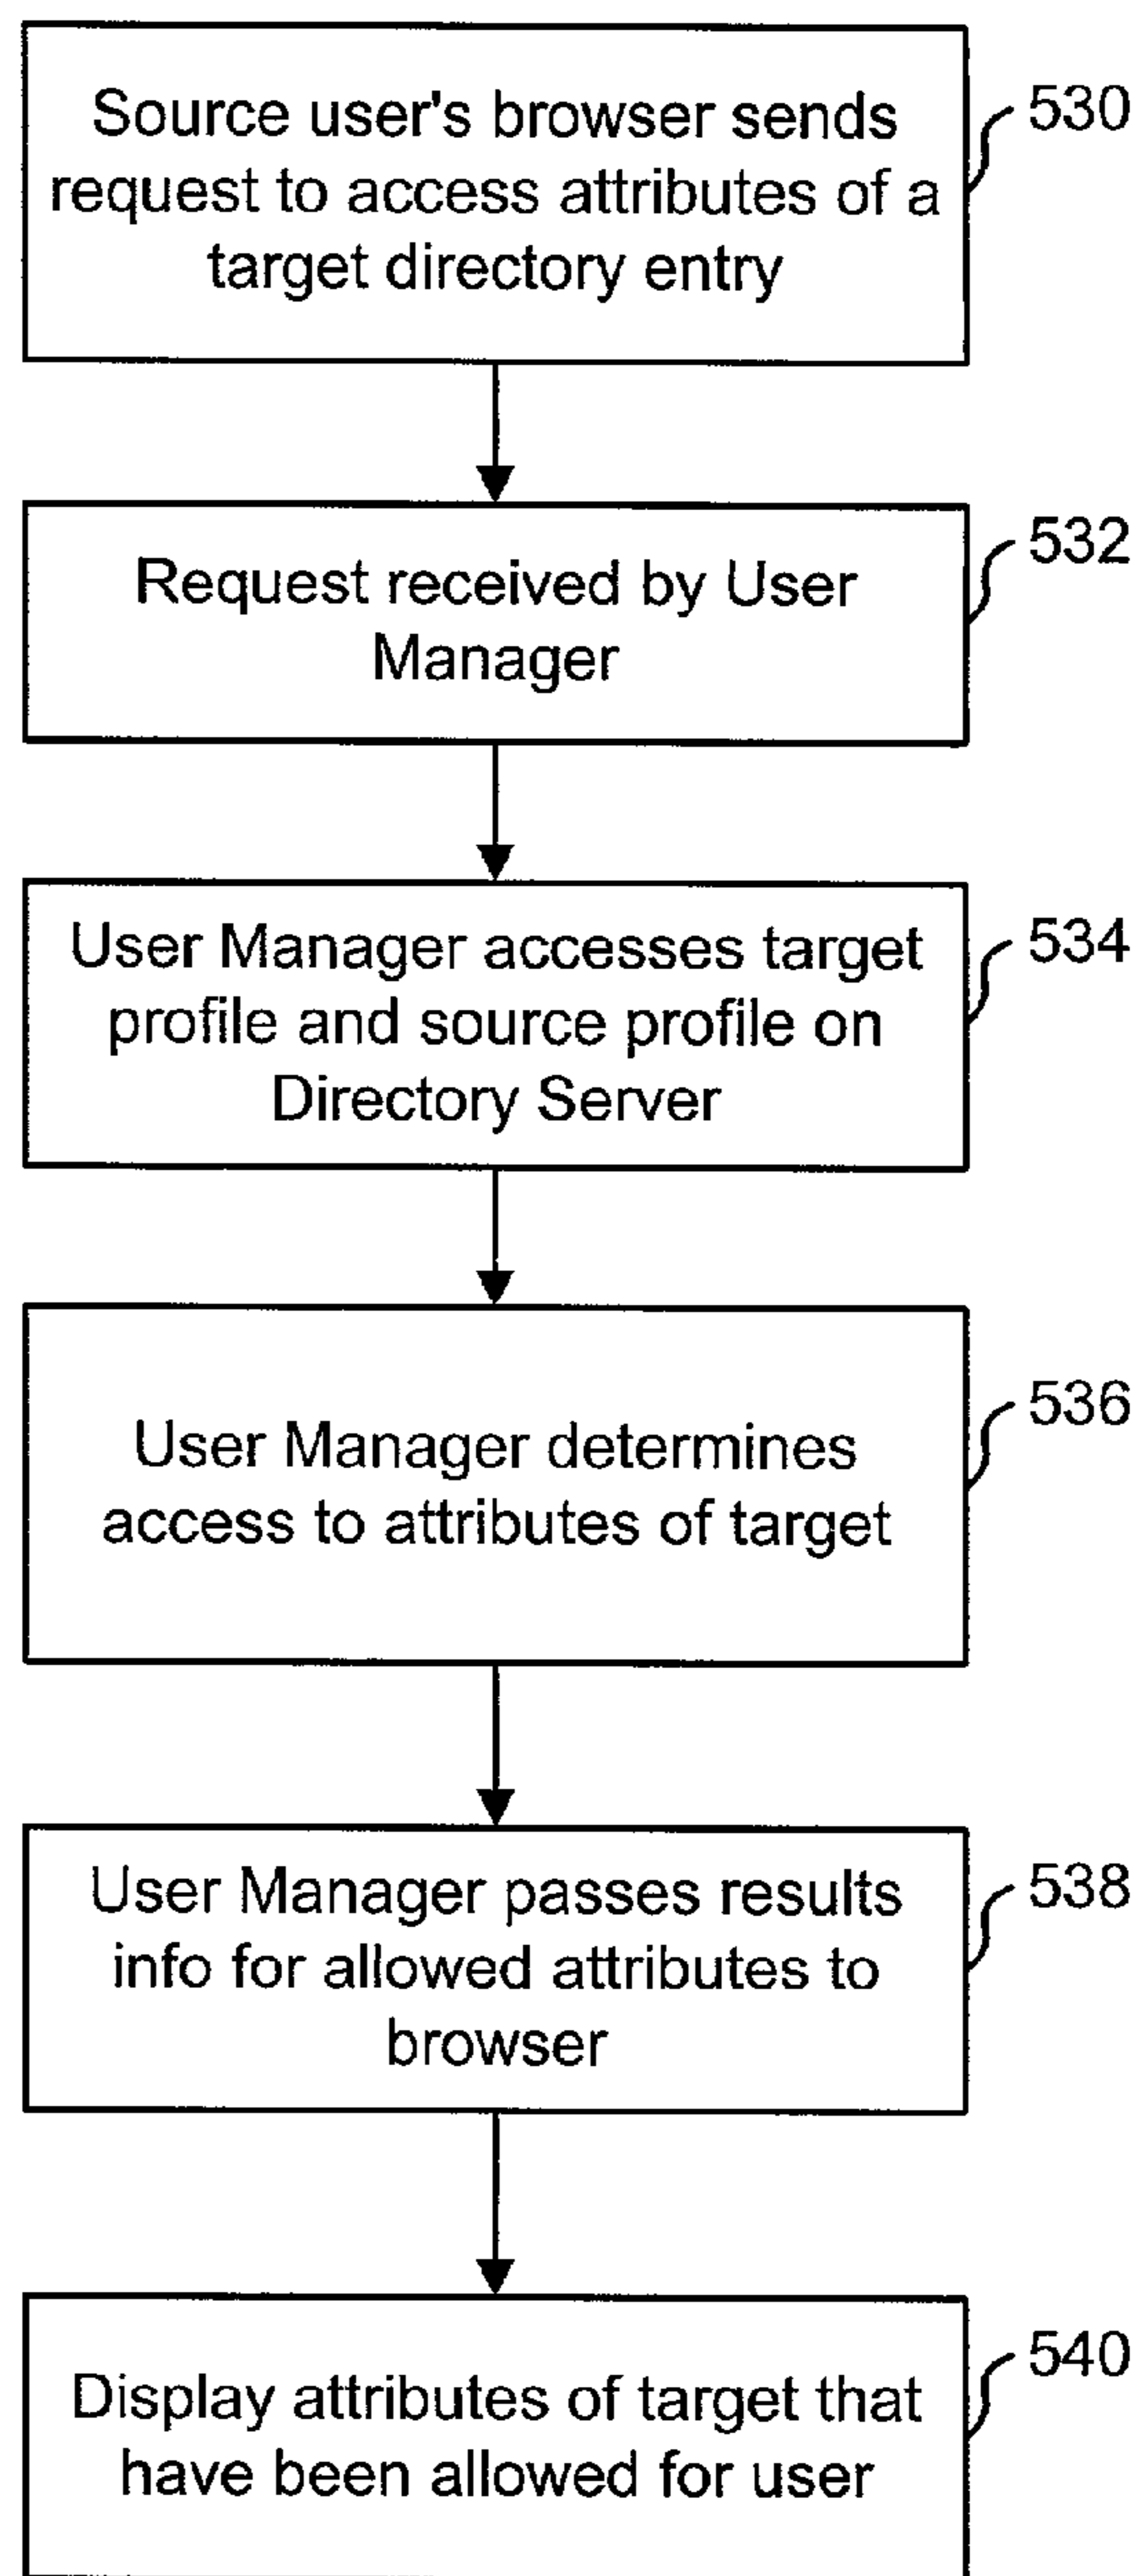 Source user's browser sends
request to access attributes of a
target directory entry
530
Request received by User
Manager
532
User Manager accesses target
profile and source profile on
Directory Server
534
User Manager determines
access to attributes of target
536
User Manager passes results
info for allowed attributes to
browser
538
Display attributes of target that
have been allowed for user
540